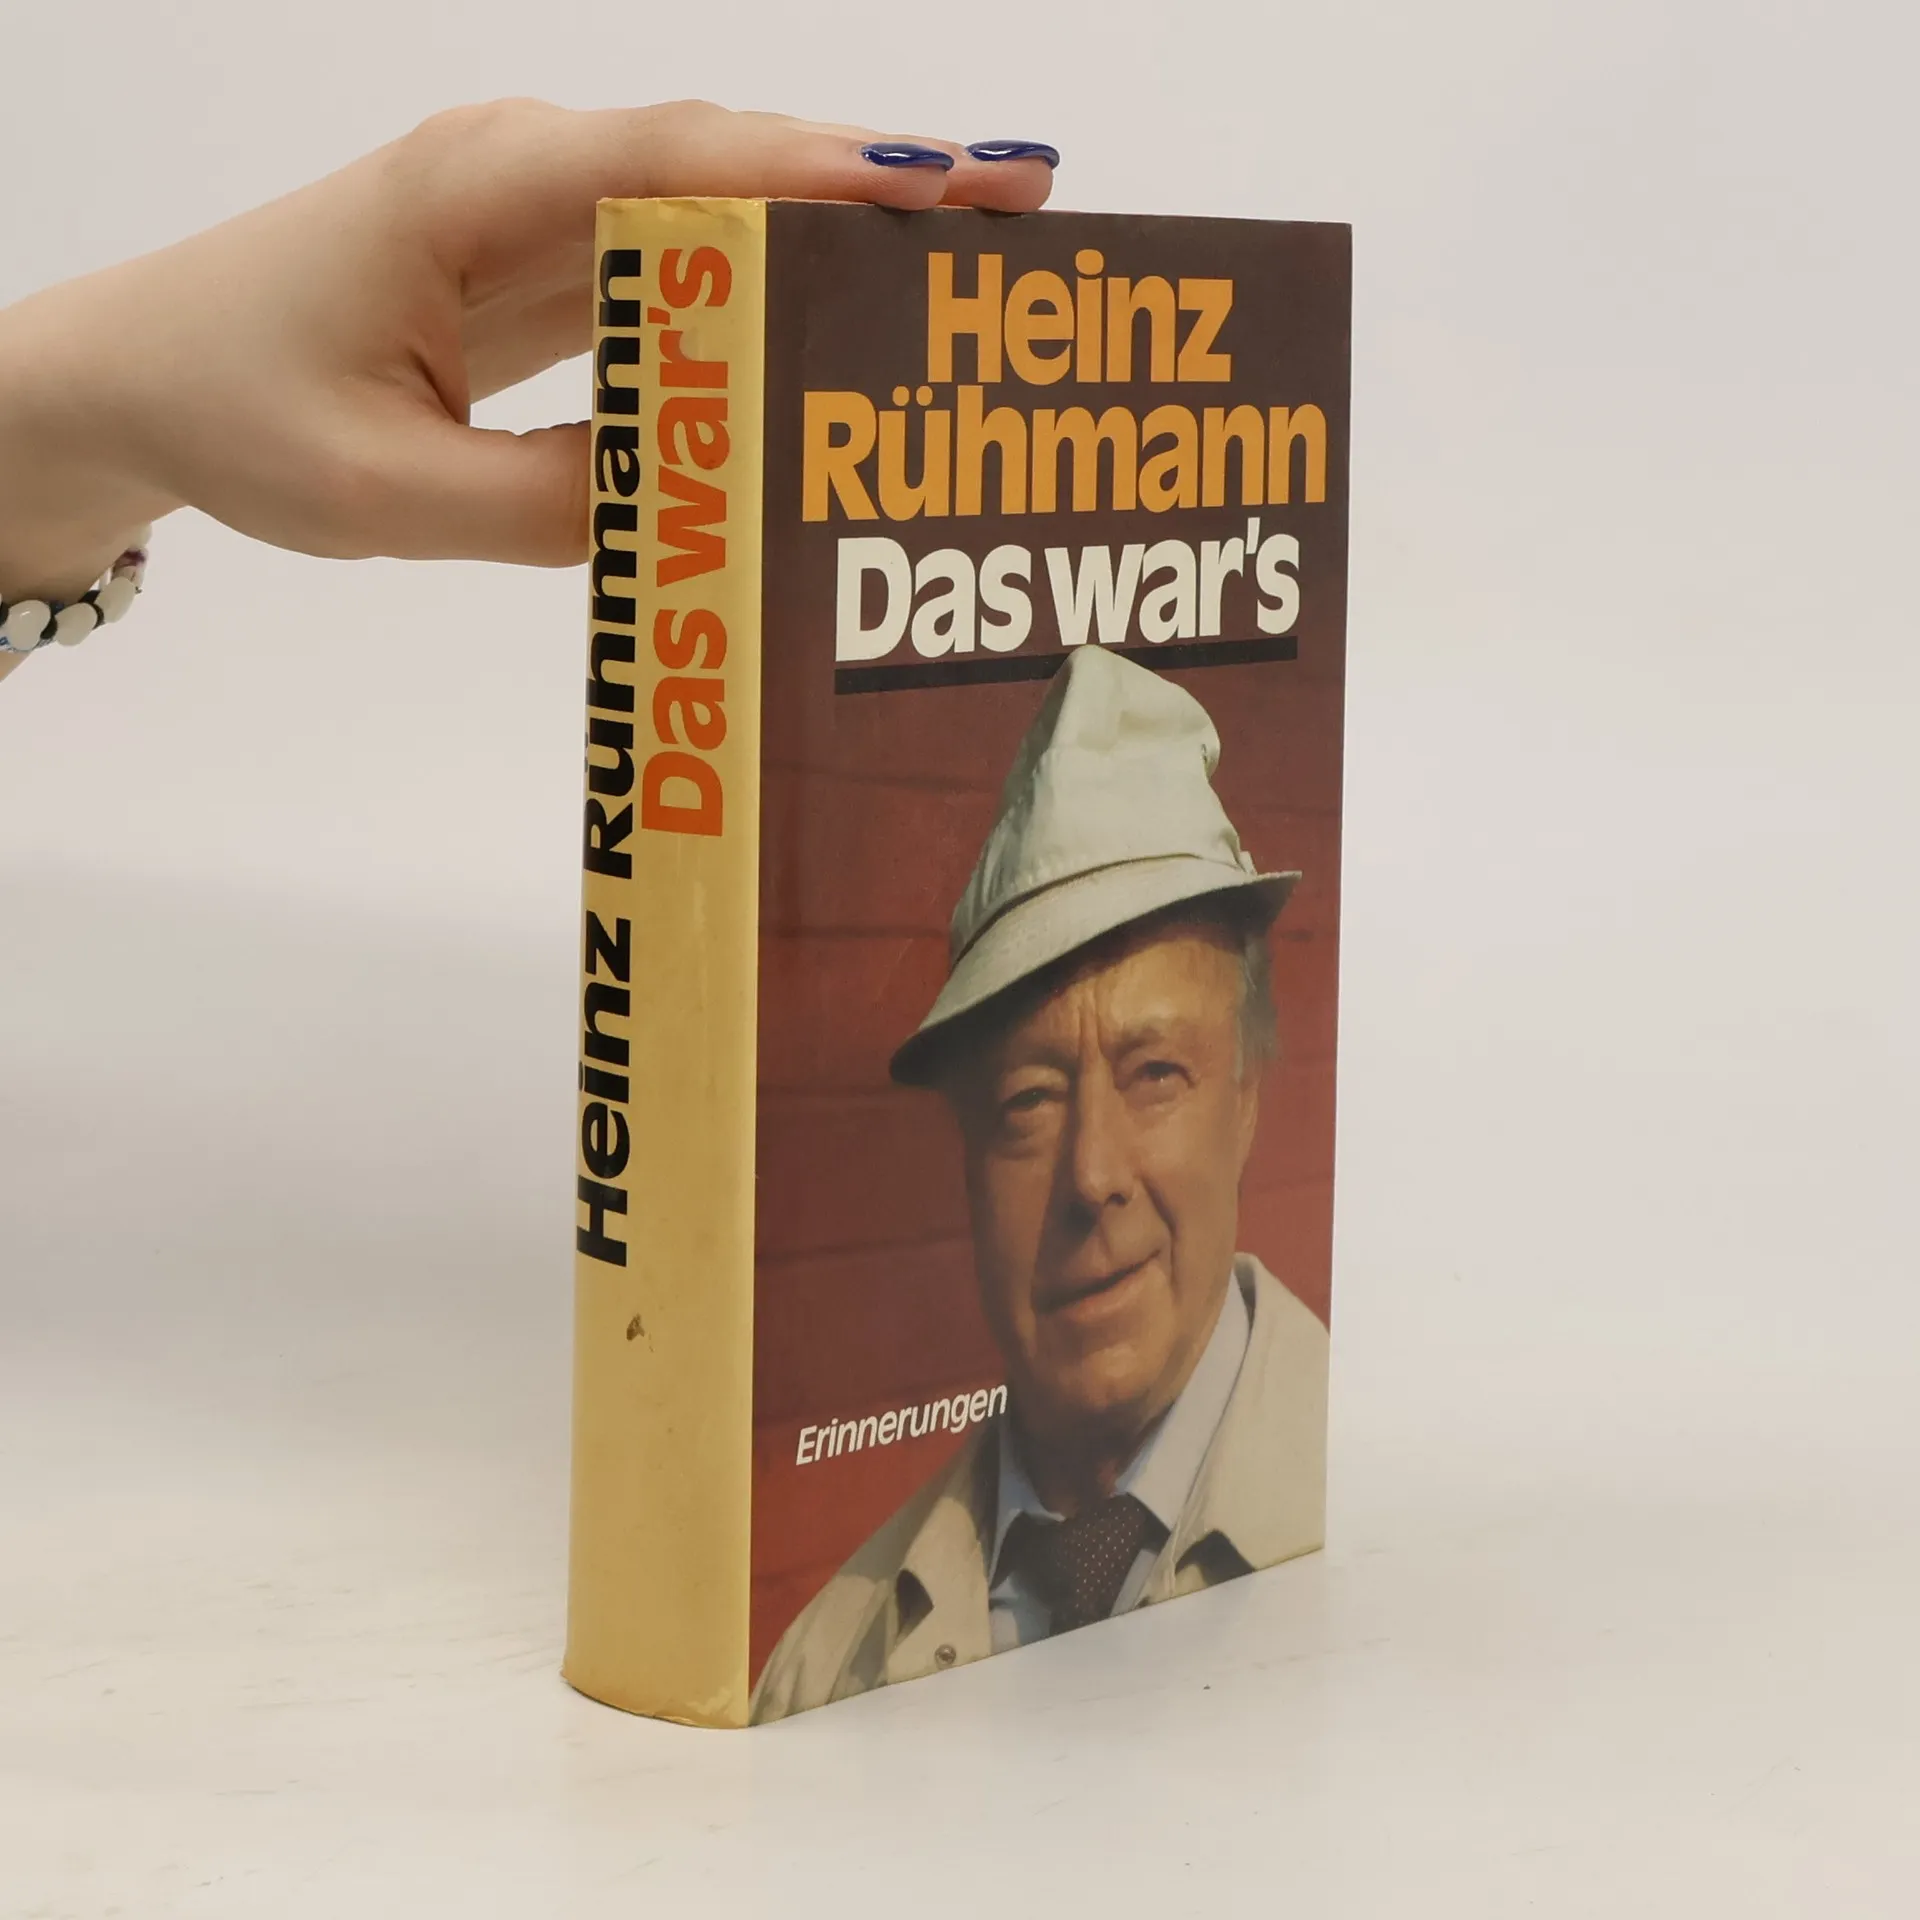 Heinz Rühmann
Das war's
Heinz
Rühmann
Das war's
Erinnerungen